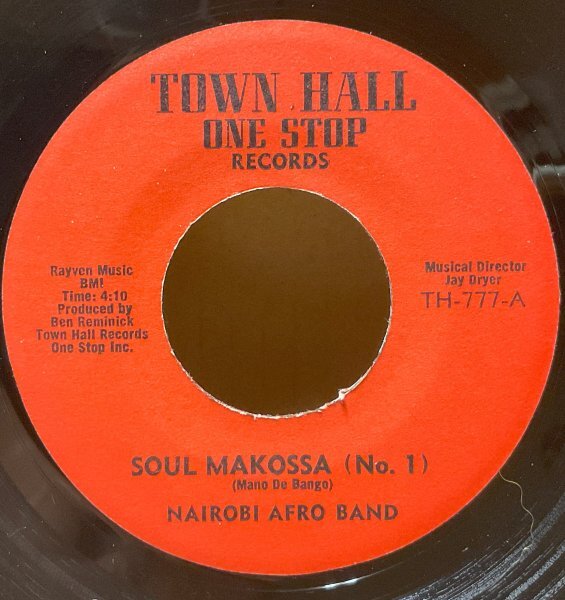 TOWN HALL
ONE STOP
RECORDS
Rayven Music
BMI
Time: 4:10
Produced by
Ben Reminick
Town Hall Records
One Stop Inc.
Musical Director
Jay Dryer
TH-777-A
SOUL MAKOSSA (No. 1)
(Mano De Bango)
NAIROBI AFRO BAND